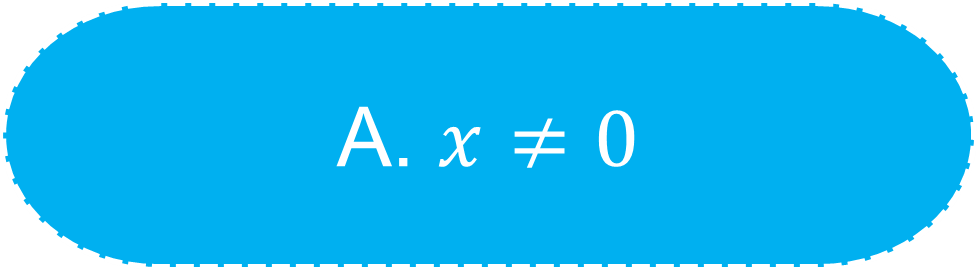 A. 𝑥 ≠ 0